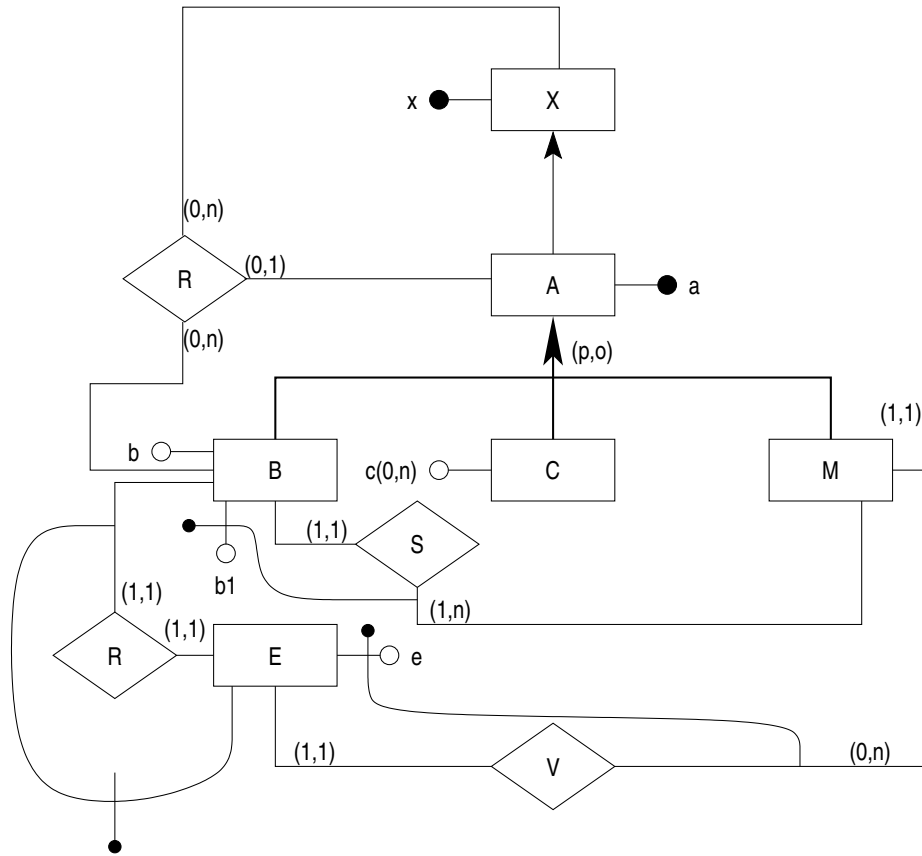 X
x
(0,n)
R
(0,1)
A
a
(0,n)
(p,o)
(1,1)
b
B
c(0,n)
C
M
(1,1)
S
b1
(1,1)
(1,n)
(1,1)
R
E
e
(1,1)
V
(0,n)